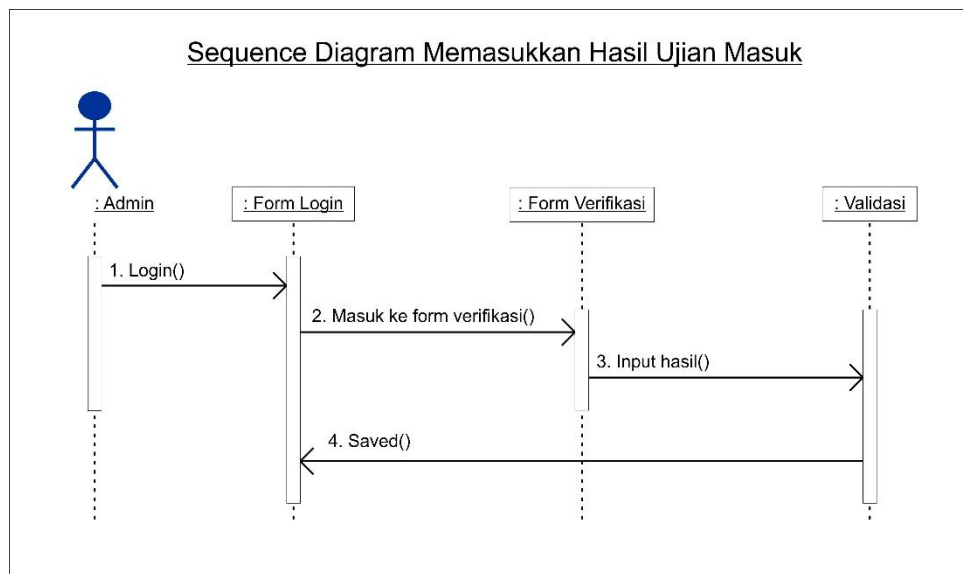 Sequence Diagram Memasukkan Hasil Ujian Masuk
: Admin
: Form Login
: Form Verifikasi
: Validasi
1. Login()
2. Masuk ke form verifikasi()
3. Input hasil()
4. Saved()